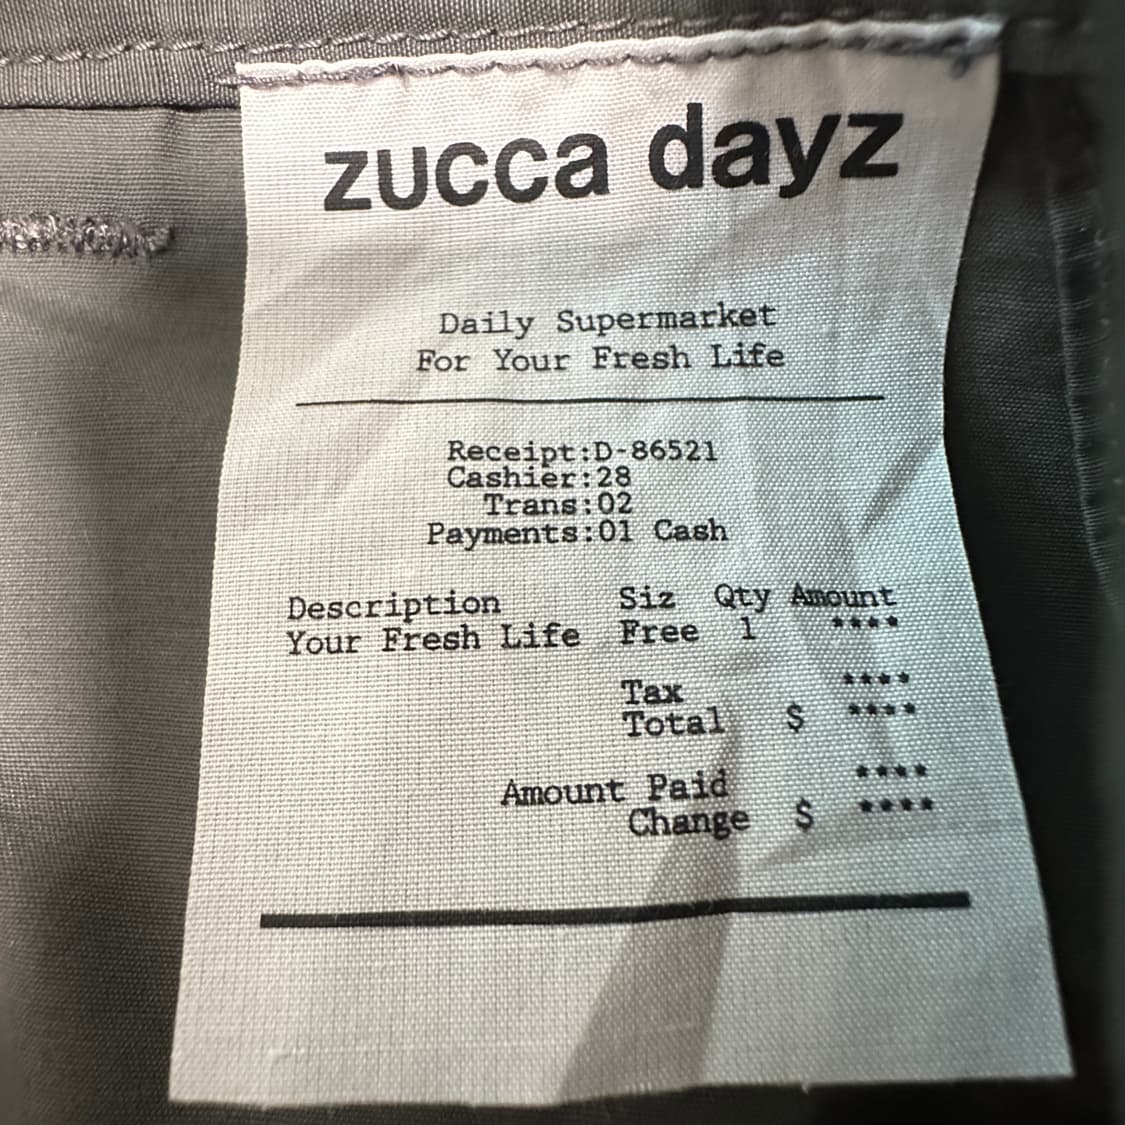 zucca dayz
Daily Supermarket
For Your Fresh Life
Receipt:D-86521
Cashier:28
Trans:02
Payments:01 Cash
Description Siz Qty Amount
Your Fresh Life Free 1 ****
Tax ****
Total $ ****
Amount Paid ****
Change $ ****